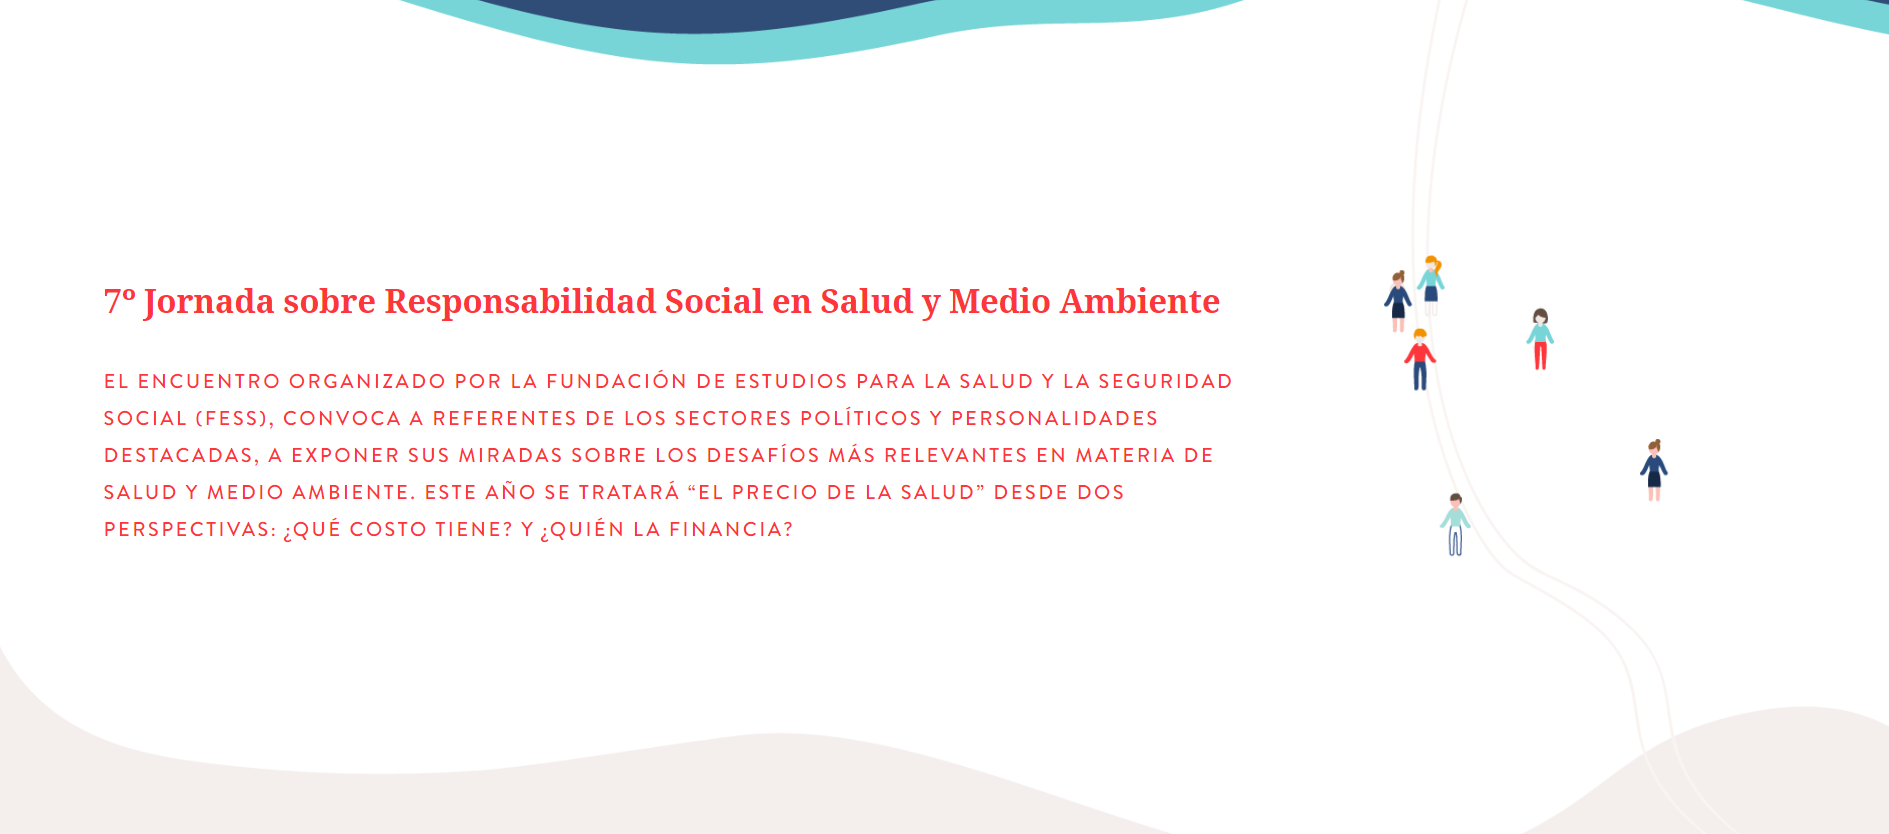 7º Jornada sobre Responsabilidad Social en Salud y Medio Ambiente
EL ENCUENTRO ORGANIZADO POR LA FUNDACIÓN DE ESTUDIOS PARA LA SALUD Y LA SEGURIDAD
SOCIAL (FESS), CONVOCA A REFERENTES DE LOS SECTORES POLÍTICOS Y PERSONALIDADES
DESTACADAS, A EXPONER SUS MIRADAS SOBRE LOS DESAFÍOS MÁS RELEVANTES EN MATERIA DE
SALUD Y MEDIO AMBIENTE. ESTE AÑO SE TRATARÁ “EL PRECIO DE LA SALUD” DESDE DOS
PERSPECTIVAS: ¿QUÉ COSTO TIENE? Y ¿QUIÉN LA FINANCIA?